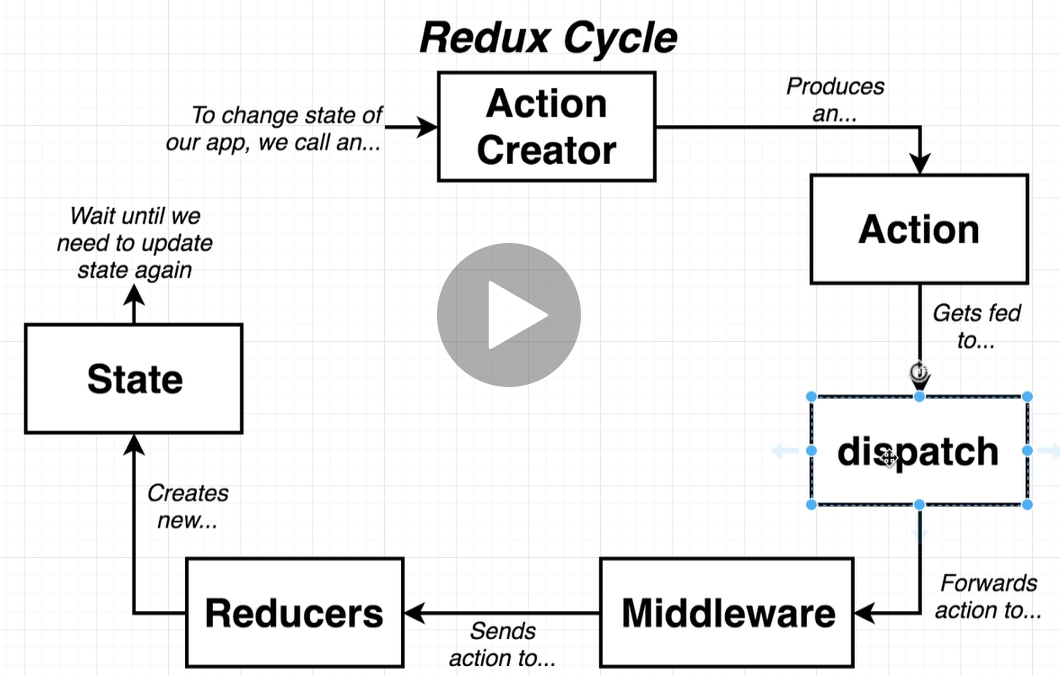 Redux Cycle
To change state of
our app, we call an...
Action
Creator
Produces
an...
Action
Gets fed
to...
dispatch
Forwards
action to...
Middleware
Sends
action to...
Reducers
Creates
new...
State
Wait until we
need to update
state again